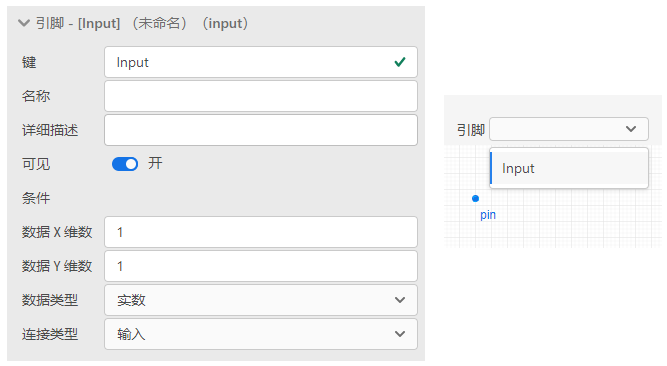 引脚 - [Input] （未命名）（input）
键 Input
名称
详细描述
可见 开
条件
数据 X 维数 1
数据 Y 维数 1
数据类型 实数
连接类型 输入
引脚
Input
pin